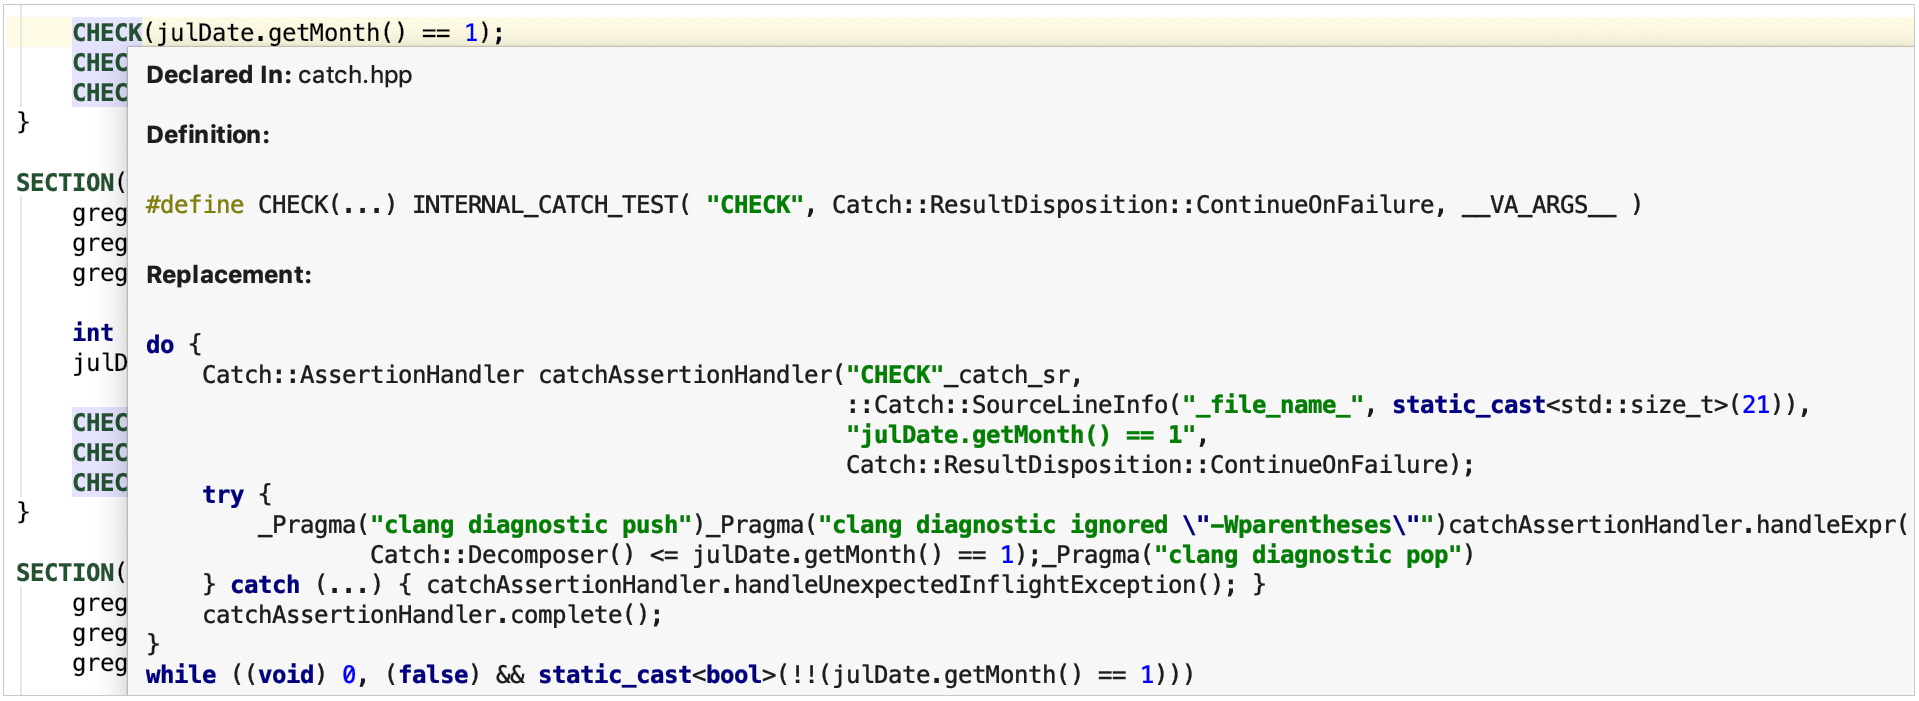 CHECK(julDate.getMonth() == 1);
CHEC
CHEC
}
SECTION(
greg
greg
greg
int
julD
CHEC
CHEC
CHEC
}
SECTION(
greg
greg
greg
Declared In: catch.hpp
Definition:
#define CHECK(...) INTERNAL_CATCH_TEST( "CHECK", Catch::ResultDisposition::ContinueOnFailure, __VA_ARGS__ )
Replacement:
do {
Catch::AssertionHandler catchAssertionHandler("CHECK"_catch_sr,
::Catch::SourceLineInfo("_file_name_", static_cast<std::size_t>(21)),
"julDate.getMonth() == 1",
Catch::ResultDisposition::ContinueOnFailure);
try {
_Pragma("clang diagnostic push")_Pragma("clang diagnostic ignored \"-Wparentheses\"")catchAssertionHandler.handleExpr(
Catch::Decomposer() <= julDate.getMonth() == 1);_Pragma("clang diagnostic pop")
} catch (...) { catchAssertionHandler.handleUnexpectedInflightException(); }
catchAssertionHandler.complete();
}
while ((void) 0, (false) && static_cast<bool>(!!(julDate.getMonth() == 1)))